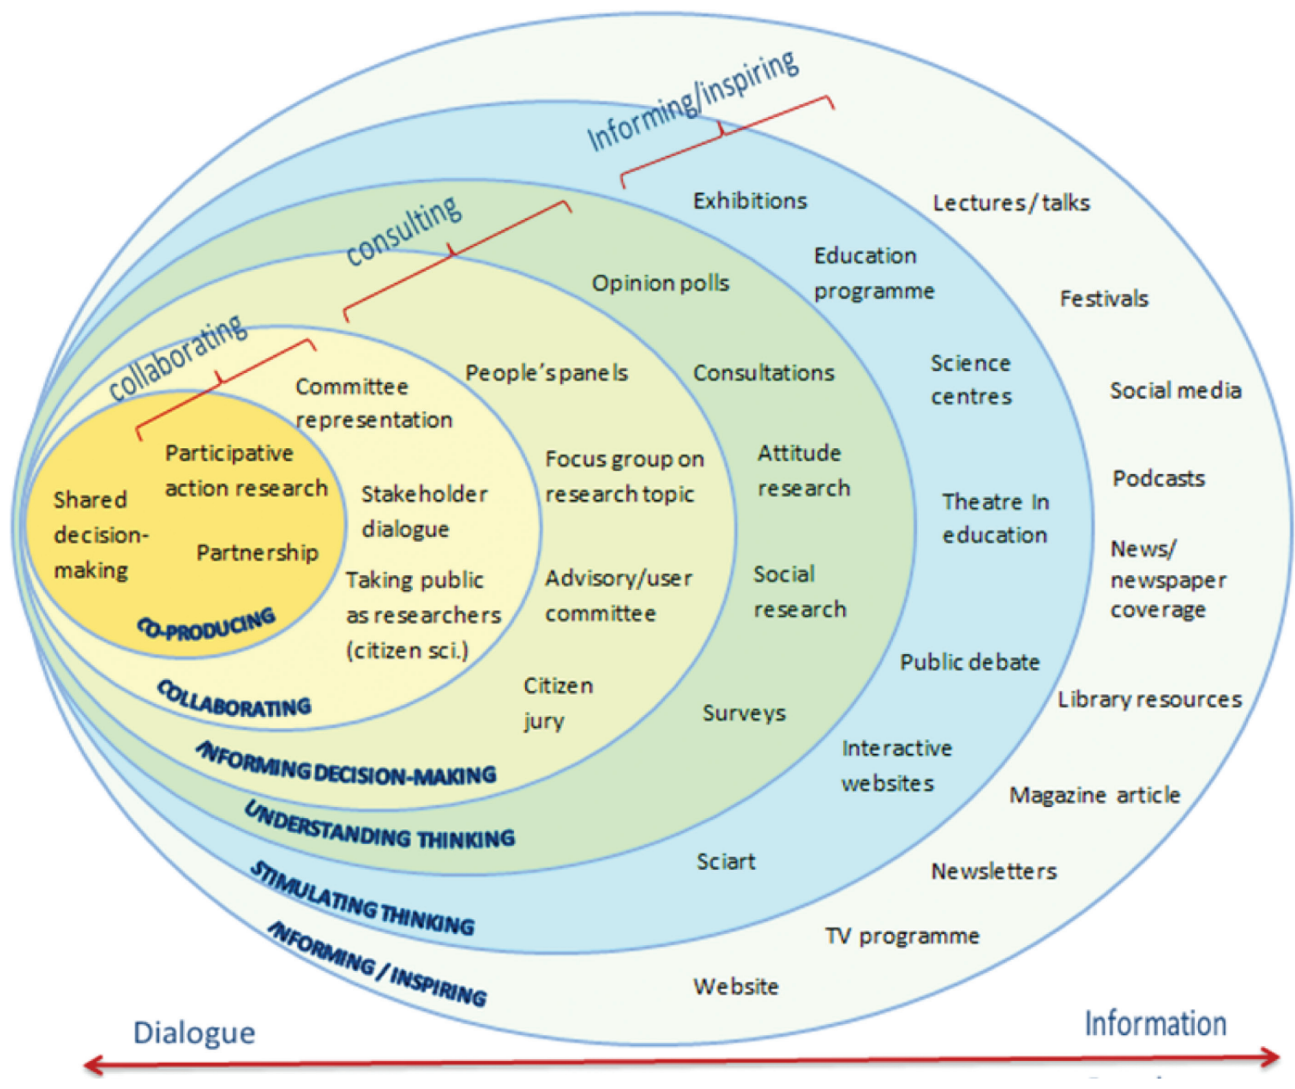 Informing/inspiring
consulting
collaborating
Exhibitions
Education
programme
Science
centres
Theatre In
education
Public debate
Interactive
websites
Sciart
Lectures / talks
Festivals
Social media
Podcasts
News/
newspaper
coverage
Library resources
Magazine article
Newsletters
TV programme
Website
Opinion polls
Consultations
Attitude
research
Social
research
Surveys
People's panels
Focus group on
research topic
Advisory/user
committee
Citizen
jury
Committee
representation
Stakeholder
dialogue
Taking public
as researchers
(citizen sci.)
Participative
action research
Shared
decision-
making
Partnership
CO-PRODUCING
COLLABORATING
INFORMING DECISION-MAKING
UNDERSTANDING THINKING
STIMULATING THINKING
INFORMING / INSPIRING
Dialogue
Information